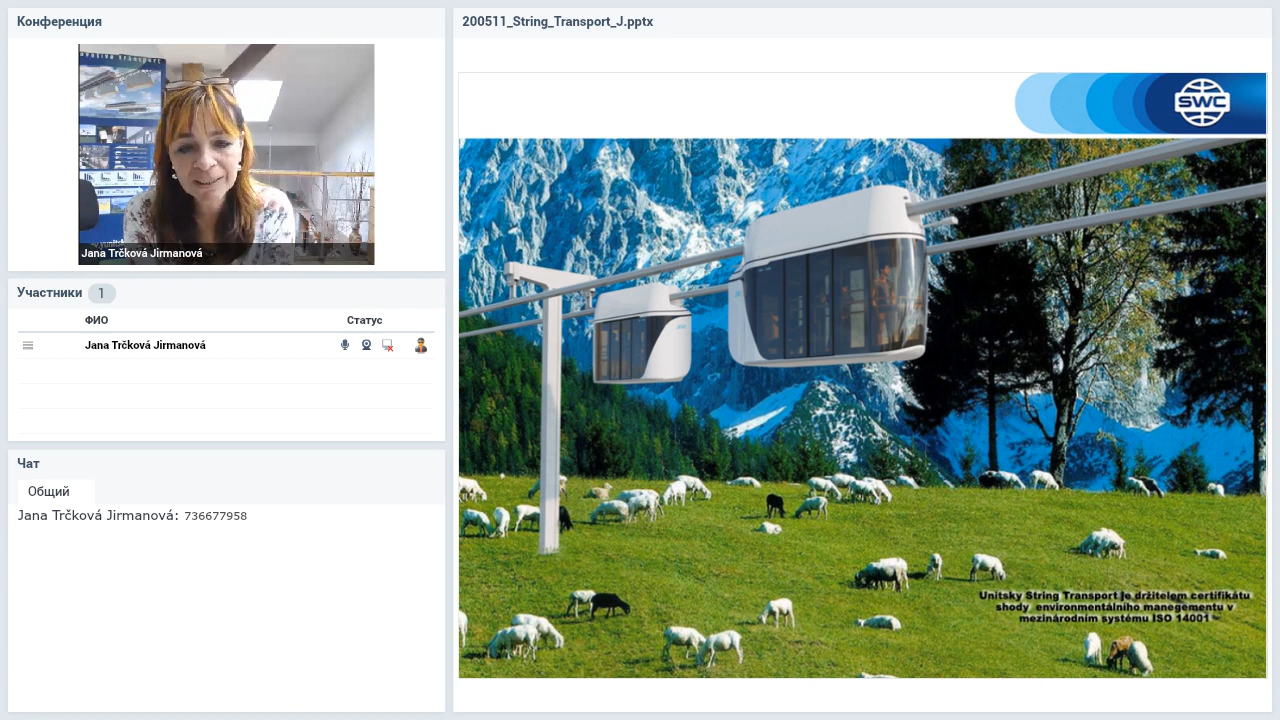 Конференция
Jana Trčková Jirmanová
Участники 1
ФИО Статус
Jana Trčková Jirmanová
Чат
Общий
Jana Trčková Jirmanová: 736677958
200511_String_Transport_J.pptx
SWC
Unitsky String Transport je držitelem certifikátu
shody environmentálního manegementu v
mezinárodním systému ISO 14001